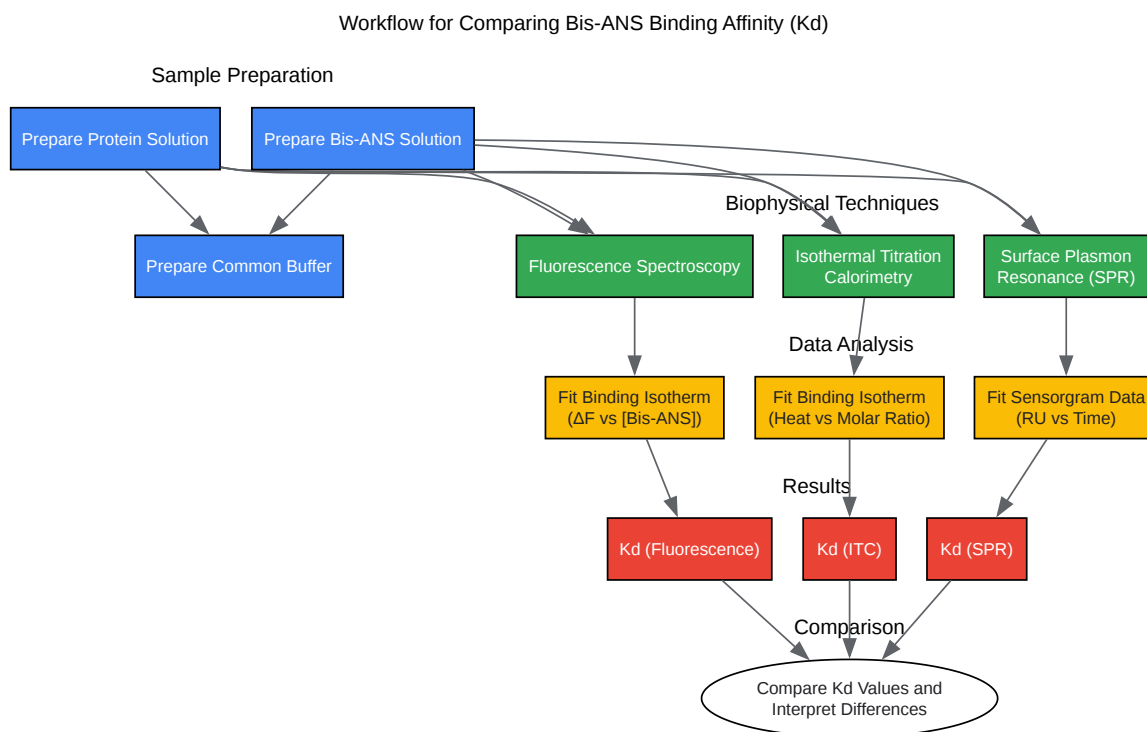 Workflow for Comparing Bis-ANS Binding Affinity (Kd)
Sample Preparation
Prepare Protein Solution
Prepare Bis-ANS Solution
Prepare Common Buffer
Biophysical Techniques
Fluorescence Spectroscopy
Isothermal Titration
Calorimetry
Surface Plasmon
Resonance (SPR)
Data Analysis
Fit Binding Isotherm
(ΔF vs [Bis-ANS])
Fit Binding Isotherm
(Heat vs Molar Ratio)
Fit Sensorgram Data
(RU vs Time)
Results
Kd (Fluorescence)
Kd (ITC)
Kd (SPR)
Comparison
Compare Kd Values and
Interpret Differences